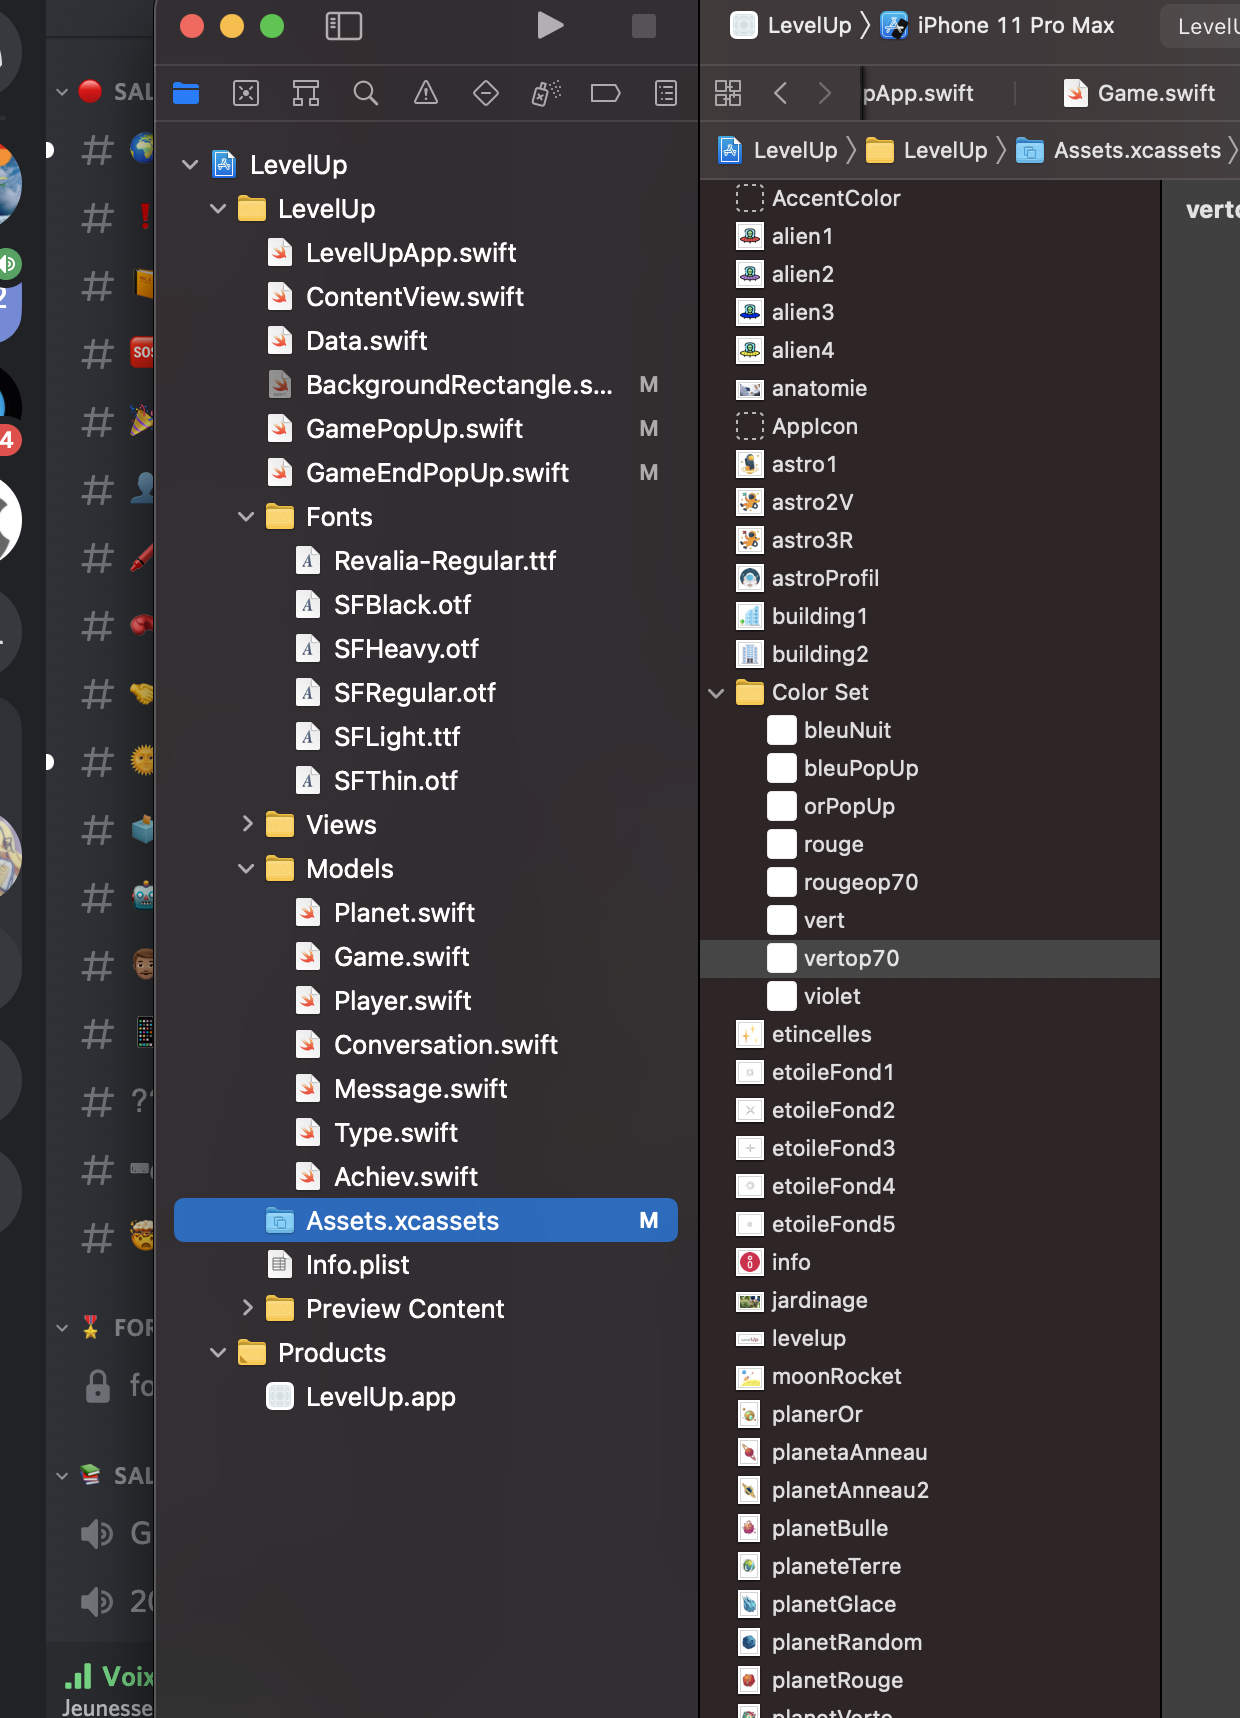 SAL
SOS
FOR
fo
SAL
G
20
Voix
Jeunesse
4
2
LevelUp
LevelUp
LevelUpApp.swift
ContentView.swift
Data.swift
BackgroundRectangle.s... M
GamePopUp.swift M
GameEndPopUp.swift M
Fonts
Revalia-Regular.ttf
SFBlack.otf
SFHeavy.otf
SFRegular.otf
SFLight.ttf
SFThin.otf
Views
Models
Planet.swift
Game.swift
Player.swift
Conversation.swift
Message.swift
Type.swift
Achiev.swift
Assets.xcassets M
Info.plist
Preview Content
Products
LevelUp.app
LevelUp iPhone 11 Pro Max LevelU
pApp.swift Game.swift
LevelUp LevelUp Assets.xcassets
AccentColor
alien1
alien2
alien3
alien4
anatomie
AppIcon
astro1
astro2V
astro3R
astroProfil
building1
building2
Color Set
bleuNuit
bleuPopUp
orPopUp
rouge
rougeop70
vert
vertop70
violet
etincelles
etoileFond1
etoileFond2
etoileFond3
etoileFond4
etoileFond5
info
jardinage
levelup
moonRocket
planerOr
planetaAnneau
planetAnneau2
planetBulle
planeteTerre
planetGlace
planetRandom
planetRouge
planetVerte
verto